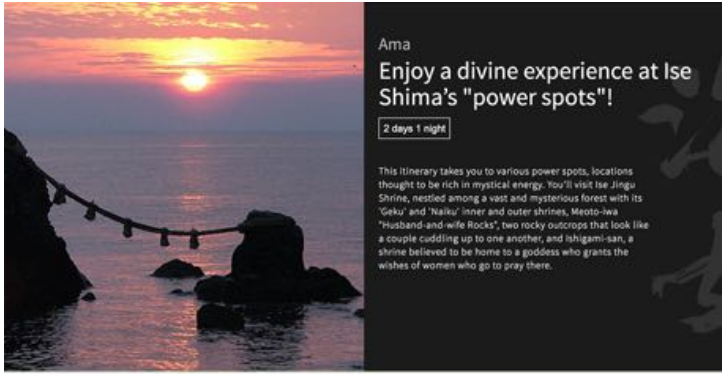 Ama
Enjoy a divine experience at Ise
Shima's "power spots"!
2 days 1 night
This itinerary takes you to various power spots, locations
thought to be rich in mystical energy. You'll visit Ise Jingu
Shrine, nestled among a vast and mysterious forest with its
'Geku' and 'Naiku' inner and outer shrines, Meoto-iwa
"Husband-and-wife Rocks", two rocky outcrops that look like
a couple cuddling up to one another, and Ishigami-san, a
shrine believed to be home to a goddess who grants the
wishes of women who go to pray there.